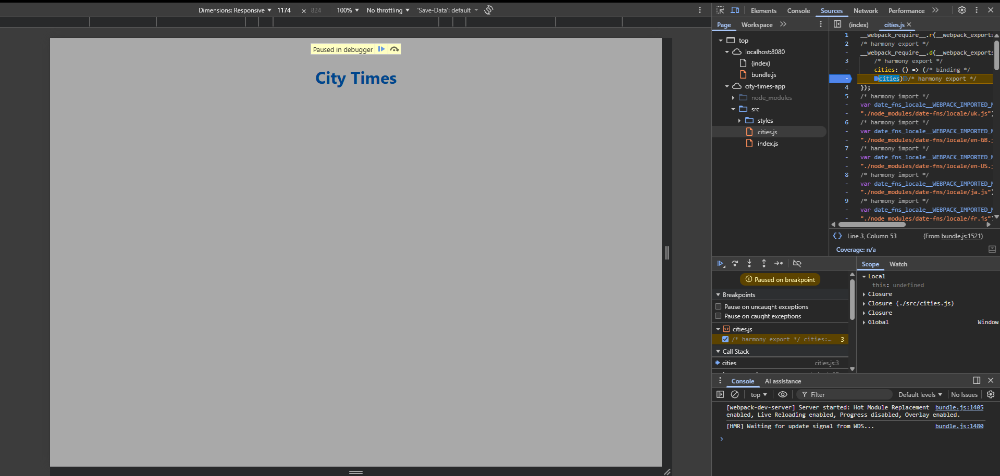 Dimensions: Responsive 1174 × 824 100% No throttling 'Save-Data': default
Elements Console Sources Network Performance
Page Workspace
(index) cities.js
Paused in debugger
City Times
top
localhost:8080
(index)
bundle.js
city-times-app
node_modules
src
styles
cities.js
index.js
1 __webpack_require__.r(__webpack_exports
2 /* harmony export */
- __webpack_require__.d(__webpack_exports
3 /* harmony export */
- cities: () => (/* binding */
- cities) /* harmony export */
4 });
5 /* harmony import */
- var date_fns_locale__WEBPACK_IMPORTED_M
- "./node_modules/date-fns/locale/uk.js")
6 /* harmony import */
- var date_fns_locale__WEBPACK_IMPORTED_M
- "./node_modules/date-fns/locale/en-GB.j
7 /* harmony import */
- var date_fns_locale__WEBPACK_IMPORTED_M
- "./node_modules/date-fns/locale/en-US.j
8 /* harmony import */
- var date_fns_locale__WEBPACK_IMPORTED_M
- "./node_modules/date-fns/locale/ja.js")
9 /* harmony import */
- var date_fns_locale__WEBPACK_IMPORTED_M
- "./node_modules/date-fns/locale/fr.js")
{} Line 3, Column 53 (From bundle.js:1521)
Coverage: n/a
Paused on breakpoint
Breakpoints
Pause on uncaught exceptions
Pause on caught exceptions
cities.js
/* harmony export */ cities:… 3
Call Stack
cities cities.js:3
Scope Watch
Local
this: undefined
Closure
Closure (./src/cities.js)
Closure
Global Window
Console AI assistance
top Filter Default levels No Issues
[webpack-dev-server] Server started: Hot Module Replacement bundle.js:1405
enabled, Live Reloading enabled, Progress disabled, Overlay enabled.
[HMR] Waiting for update signal from WDS... bundle.js:1480
>